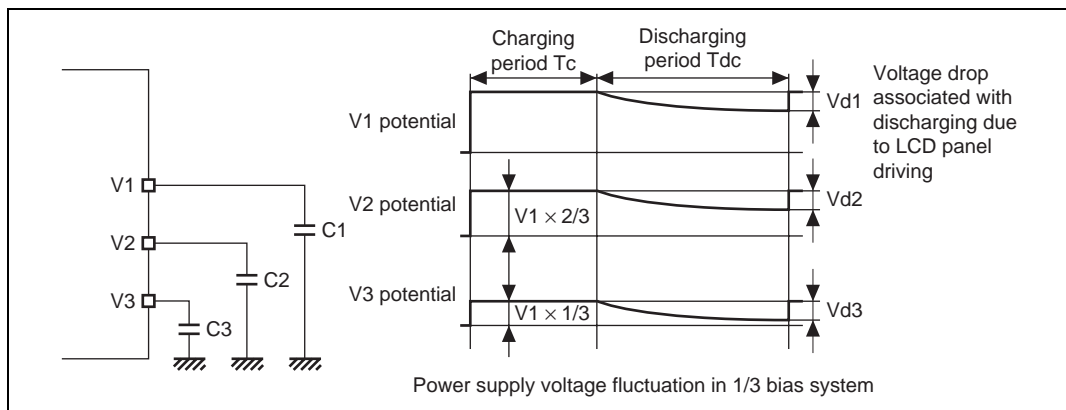 Charging
period Tc
Discharging
period Tdc
Voltage drop
associated with
discharging due
to LCD panel
driving
Vd1
V1 potential
V1
V2
V3
C1
C2
C3
V2 potential
V1 × 2/3
Vd2
V3 potential
V1 × 1/3
Vd3
Power supply voltage fluctuation in 1/3 bias system